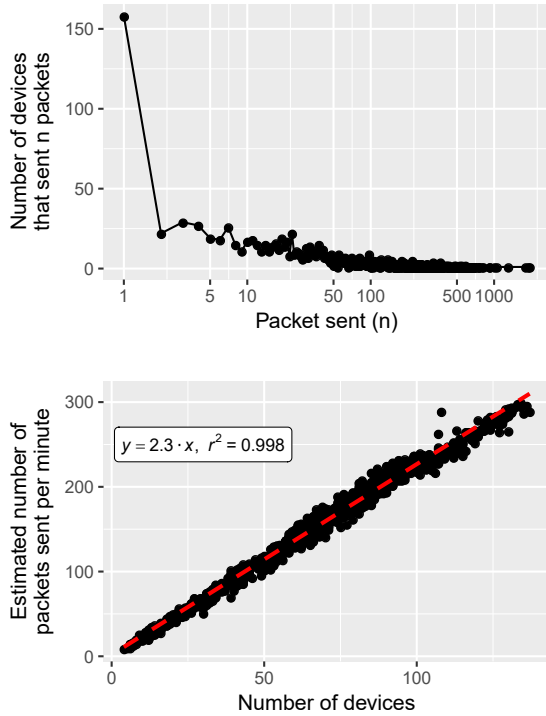 Number of devices
that sent n packets
150
100
50
0
1 5 10 50 100 500 1000
Packet sent (n)
Estimated number of
packets sent per minute
300
200
100
0
y = 2.3 · x, r² = 0.998
0 50 100
Number of devices